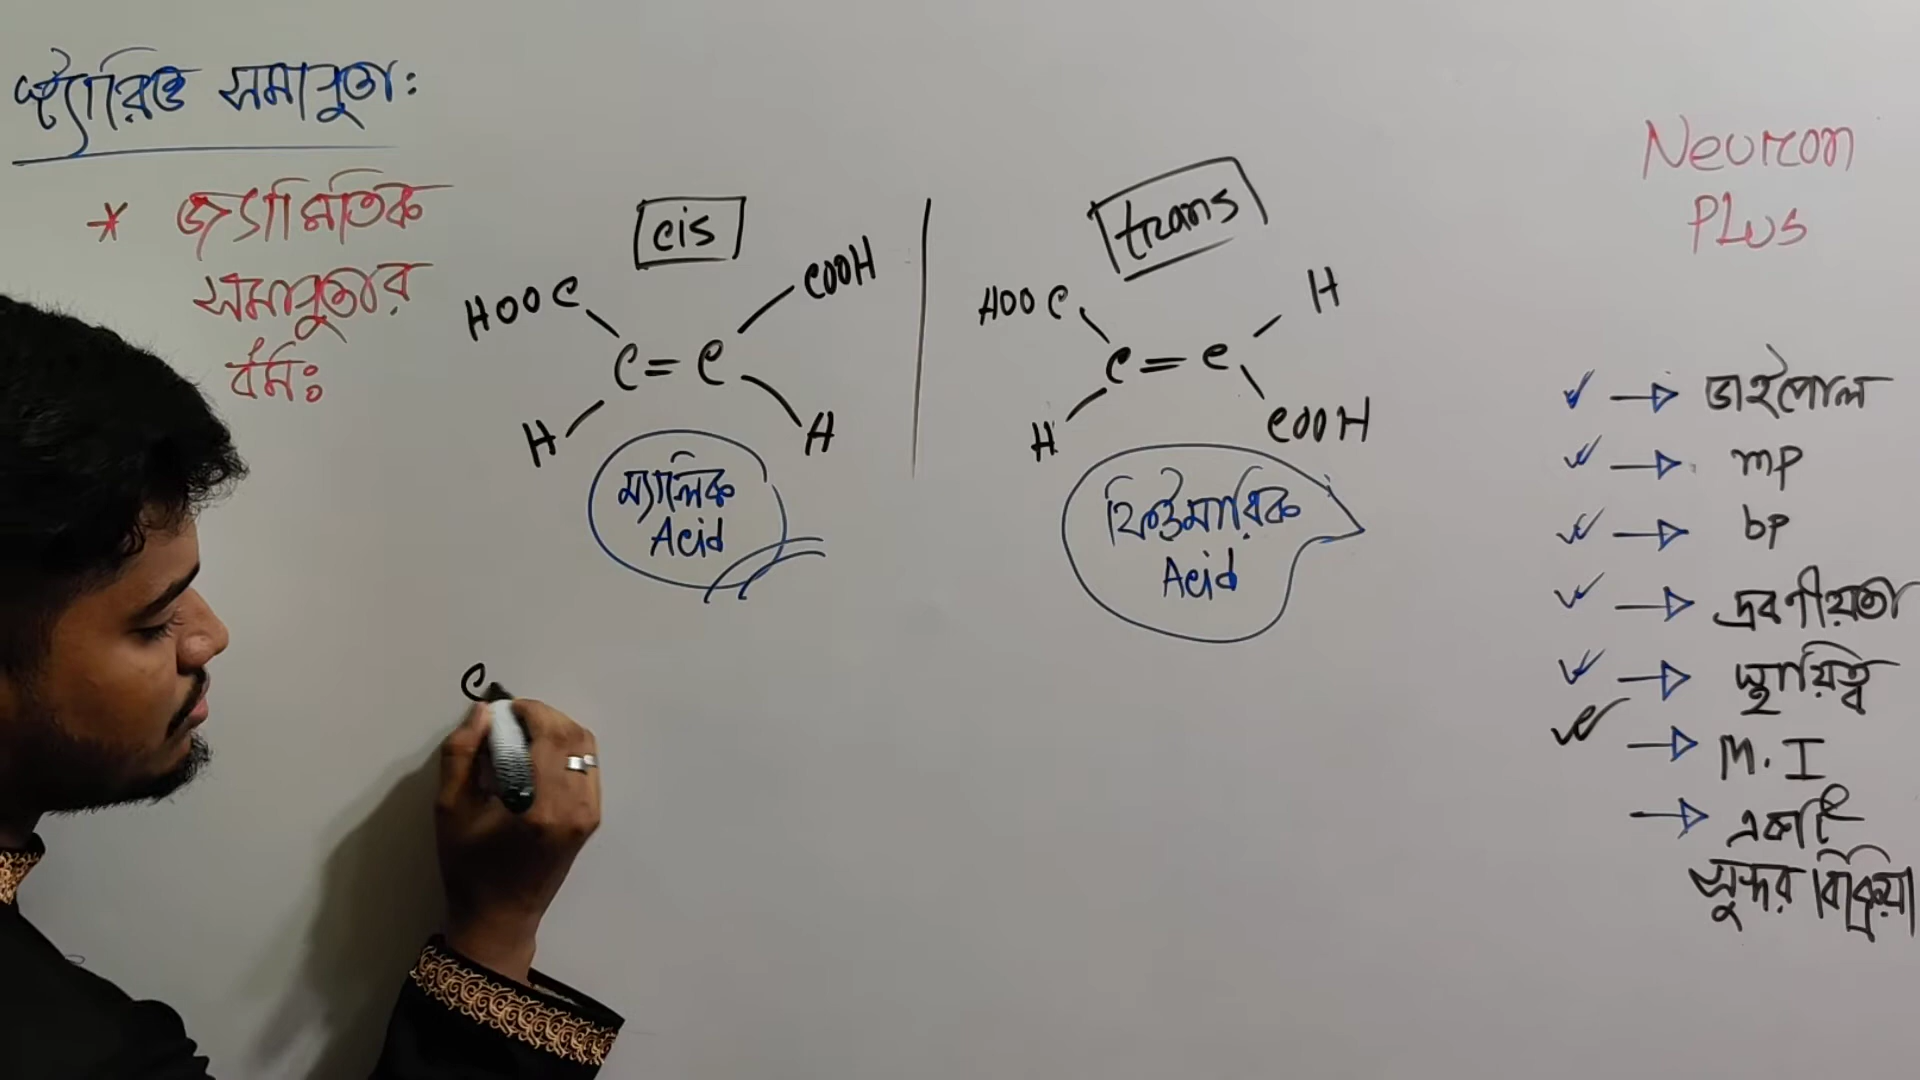 স্ট্যারিও সমাণুতা:
* জ্যামিতিক
সমাণুতার
ধর্ম:
cis
HOOC
COOH
C = C
H
H
ম্যালিক
Acid
trans
HOOC
H
C = C
H
COOH
ফিউমারিক
Acid
C
Neuron
Plus
✓ → ডাইপোল
✓ → mp
✓ → bp
✓ → দ্রবণীয়তা
✓ → স্থায়িত্ব
✓ → M.I
→ একটি
সুন্দর বিক্রিয়া